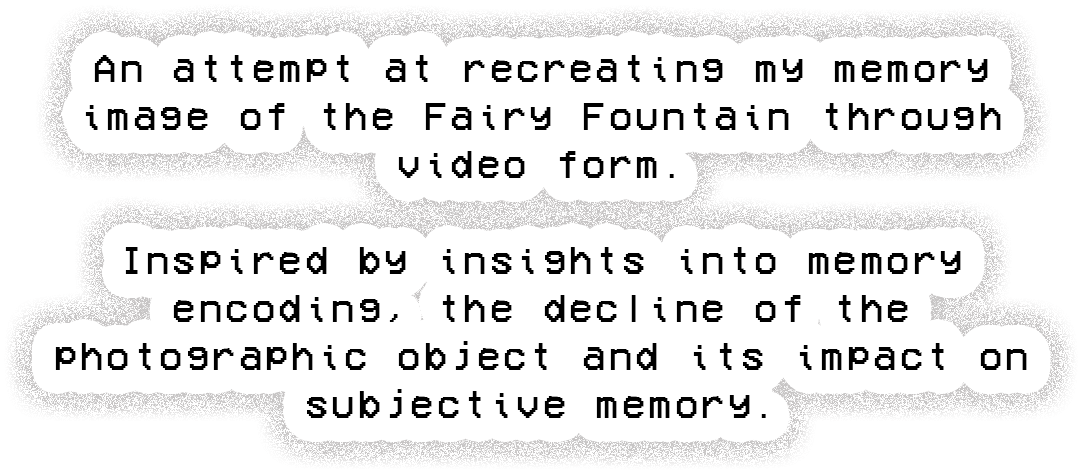 An attempt at recreating my memory
image of the Fairy Fountain through
video form.
Inspired by insights into memory
encoding, the decline of the
photographic object and its impact on
subjective memory.